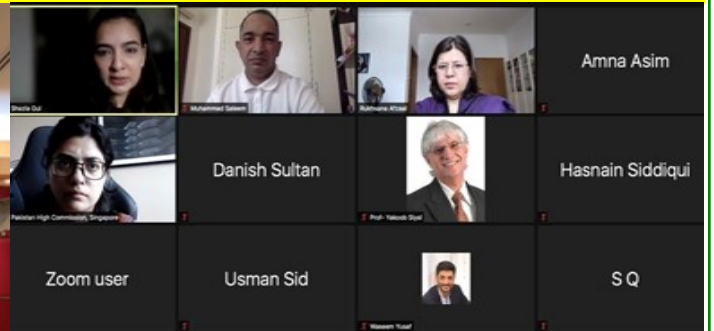 Shazia Gul
Muhammad Saleem
Rukhsana Afzaal
Amna Asim
Pakistan High Commission, Singapore
Danish Sultan
Prof- Yakoob Siyal
Hasnain Siddiqui
Zoom user
Usman Sid
Waseem Yusaf
S Q